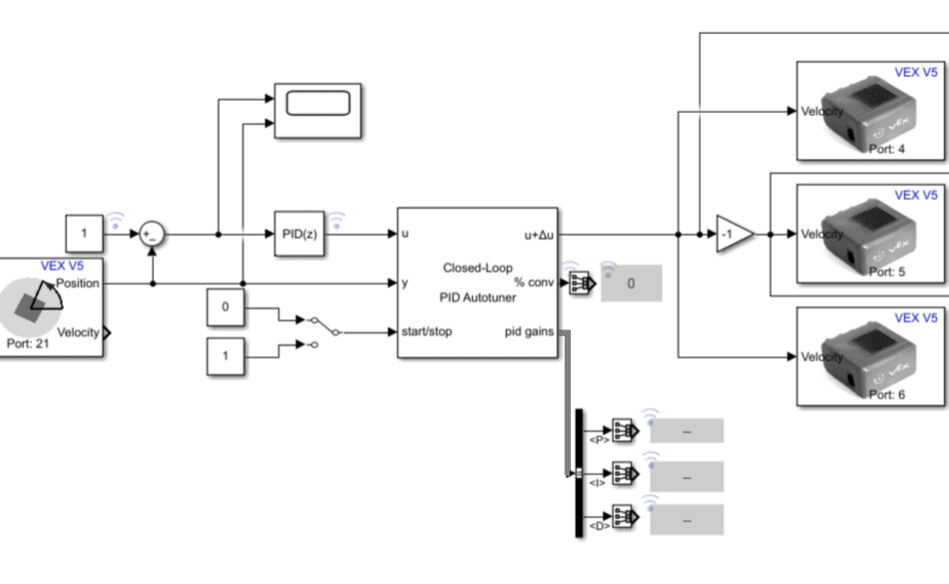 VEX V5
Velocity
Port: 4
VEX V5
1
+
_
PID(z)
u
u+Δu
-1
Velocity
Port: 5
VEX V5
Position
Velocity
Port: 21
Closed-Loop
PID Autotuner
y
% conv
0
0
start/stop
pid gains
1
VEX V5
Velocity
Port: 6
<P>
--
<I>
--
<D>
--